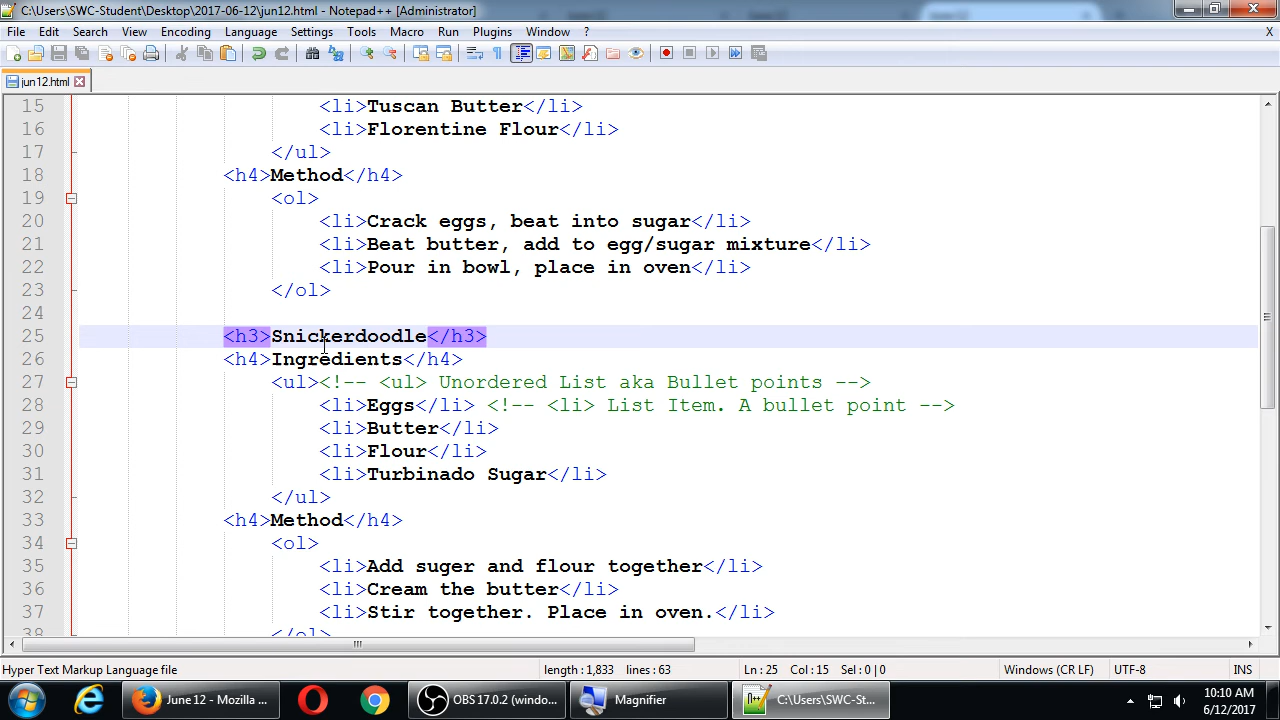 C:\Users\SWC-Student\Desktop\2017-06-12\jun12.html - Notepad++ [Administrator]
File Edit Search View Encoding Language Settings Tools Macro Run Plugins Window ? X
jun12.html
15 <li>Tuscan Butter</li>
16 <li>Florentine Flour</li>
17 </ul>
18 <h4>Method</h4>
19 <ol>
20 <li>Crack eggs, beat into sugar</li>
21 <li>Beat butter, add to egg/sugar mixture</li>
22 <li>Pour in bowl, place in oven</li>
23 </ol>
24
25 <h3>Snickerdoodle</h3>
26 <h4>Ingredients</h4>
27 <ul><!-- <ul> Unordered List aka Bullet points -->
28 <li>Eggs</li> <!-- <li> List Item. A bullet point -->
29 <li>Butter</li>
30 <li>Flour</li>
31 <li>Turbinado Sugar</li>
32 </ul>
33 <h4>Method</h4>
34 <ol>
35 <li>Add suger and flour together</li>
36 <li>Cream the butter</li>
37 <li>Stir together. Place in oven.</li>
38 </ol>
Hyper Text Markup Language file length : 1,833 lines : 63 Ln : 25 Col : 15 Sel : 0 | 0 Windows (CR LF) UTF-8 INS
June 12 - Mozilla ... OBS 17.0.2 (windo... Magnifier C:\Users\SWC-St... 10:10 AM
6/12/2017